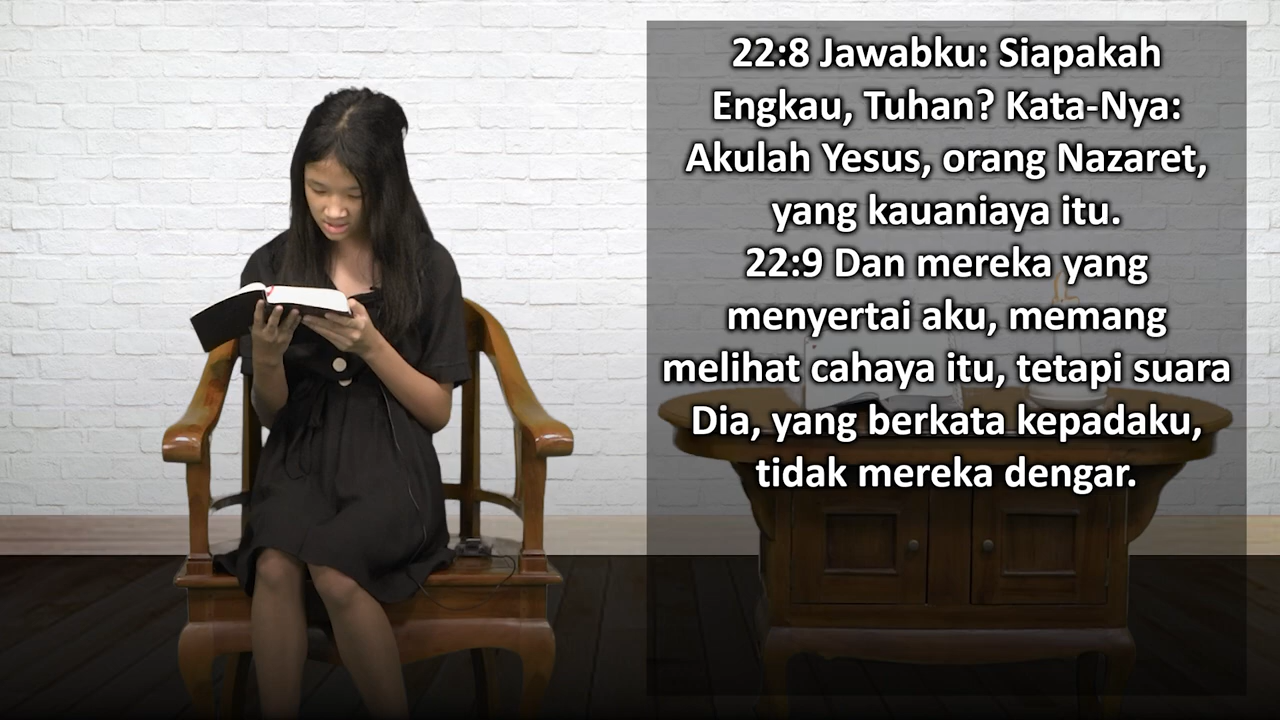 22:8 Jawabku: Siapakah
Engkau, Tuhan? Kata-Nya:
Akulah Yesus, orang Nazaret,
yang kauaniaya itu.
22:9 Dan mereka yang
menyertai aku, memang
melihat cahaya itu, tetapi suara
Dia, yang berkata kepadaku,
tidak mereka dengar.